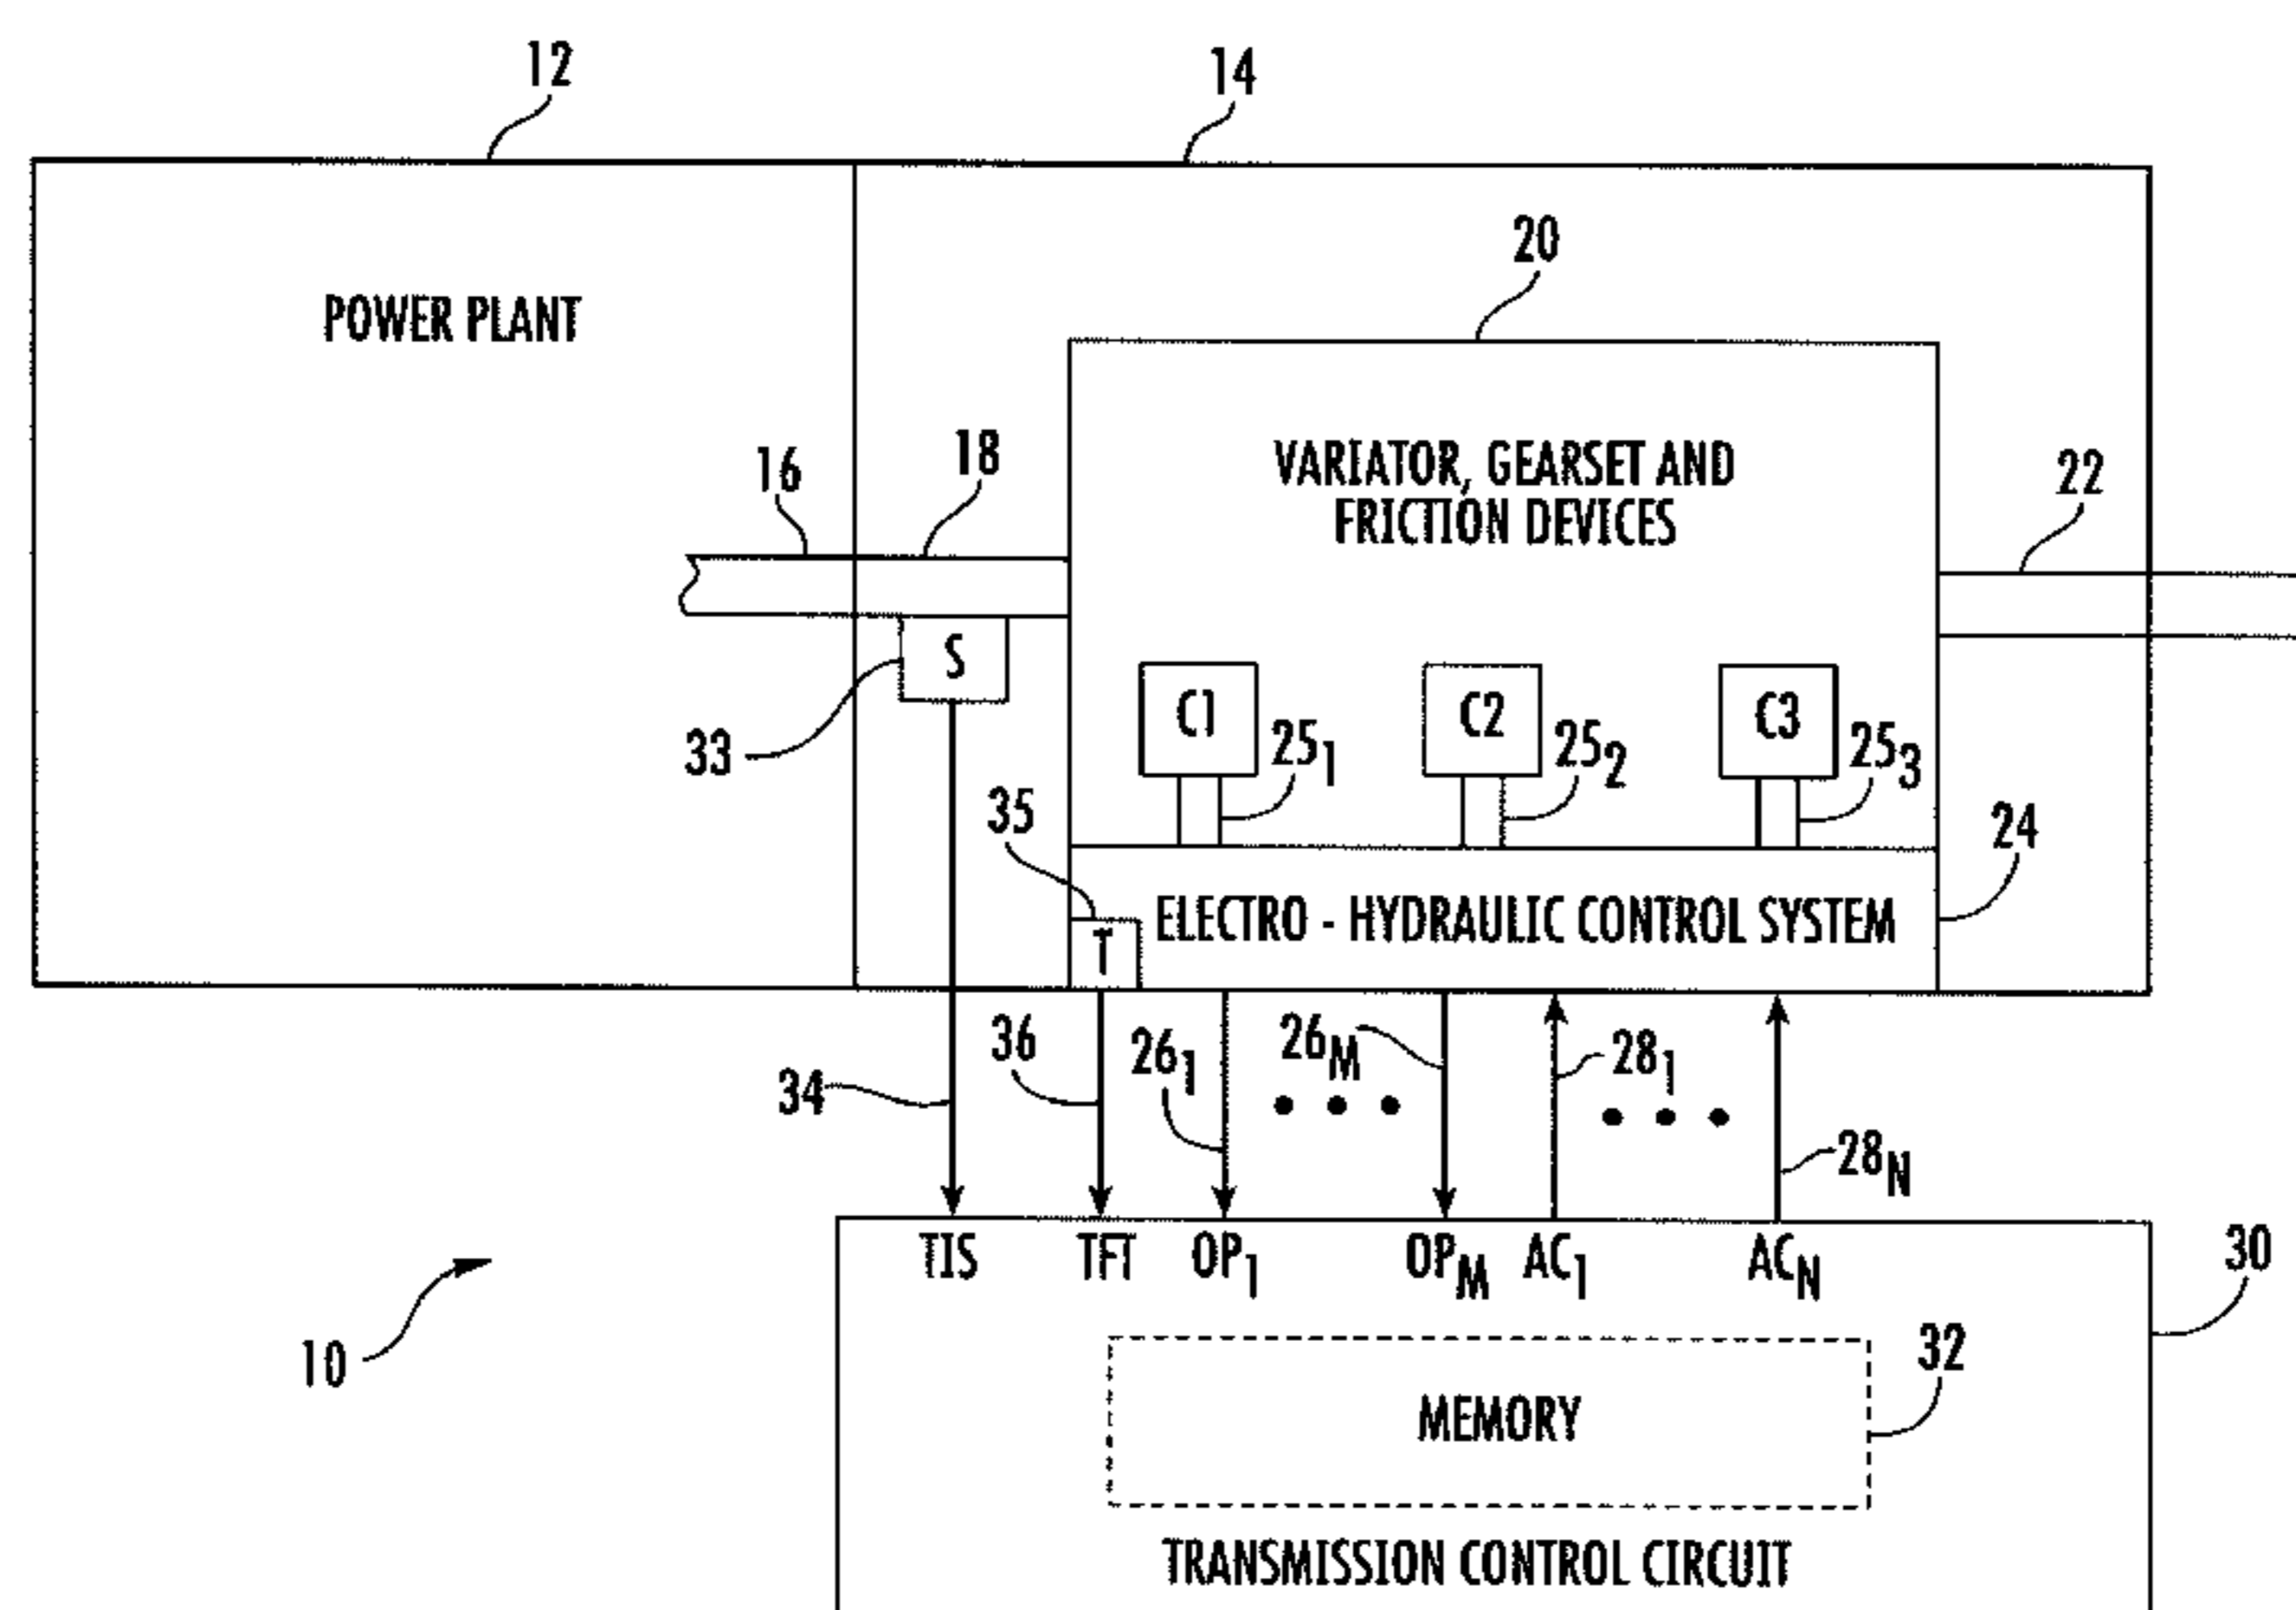 12
14
20
POWER PLANT
VARIATOR, GEARSET AND
FRICTION DEVICES
16
18
22
S
33
C1
C2
C3
25₁
25₂
25₃
35
24
T
ELECTRO - HYDRAULIC CONTROL SYSTEM
34
36
26₁
26M
• • •
28₁
• • •
28N
TIS
TFT
OP₁
OPM
AC₁
ACN
30
10
32
MEMORY
TRANSMISSION CONTROL CIRCUIT